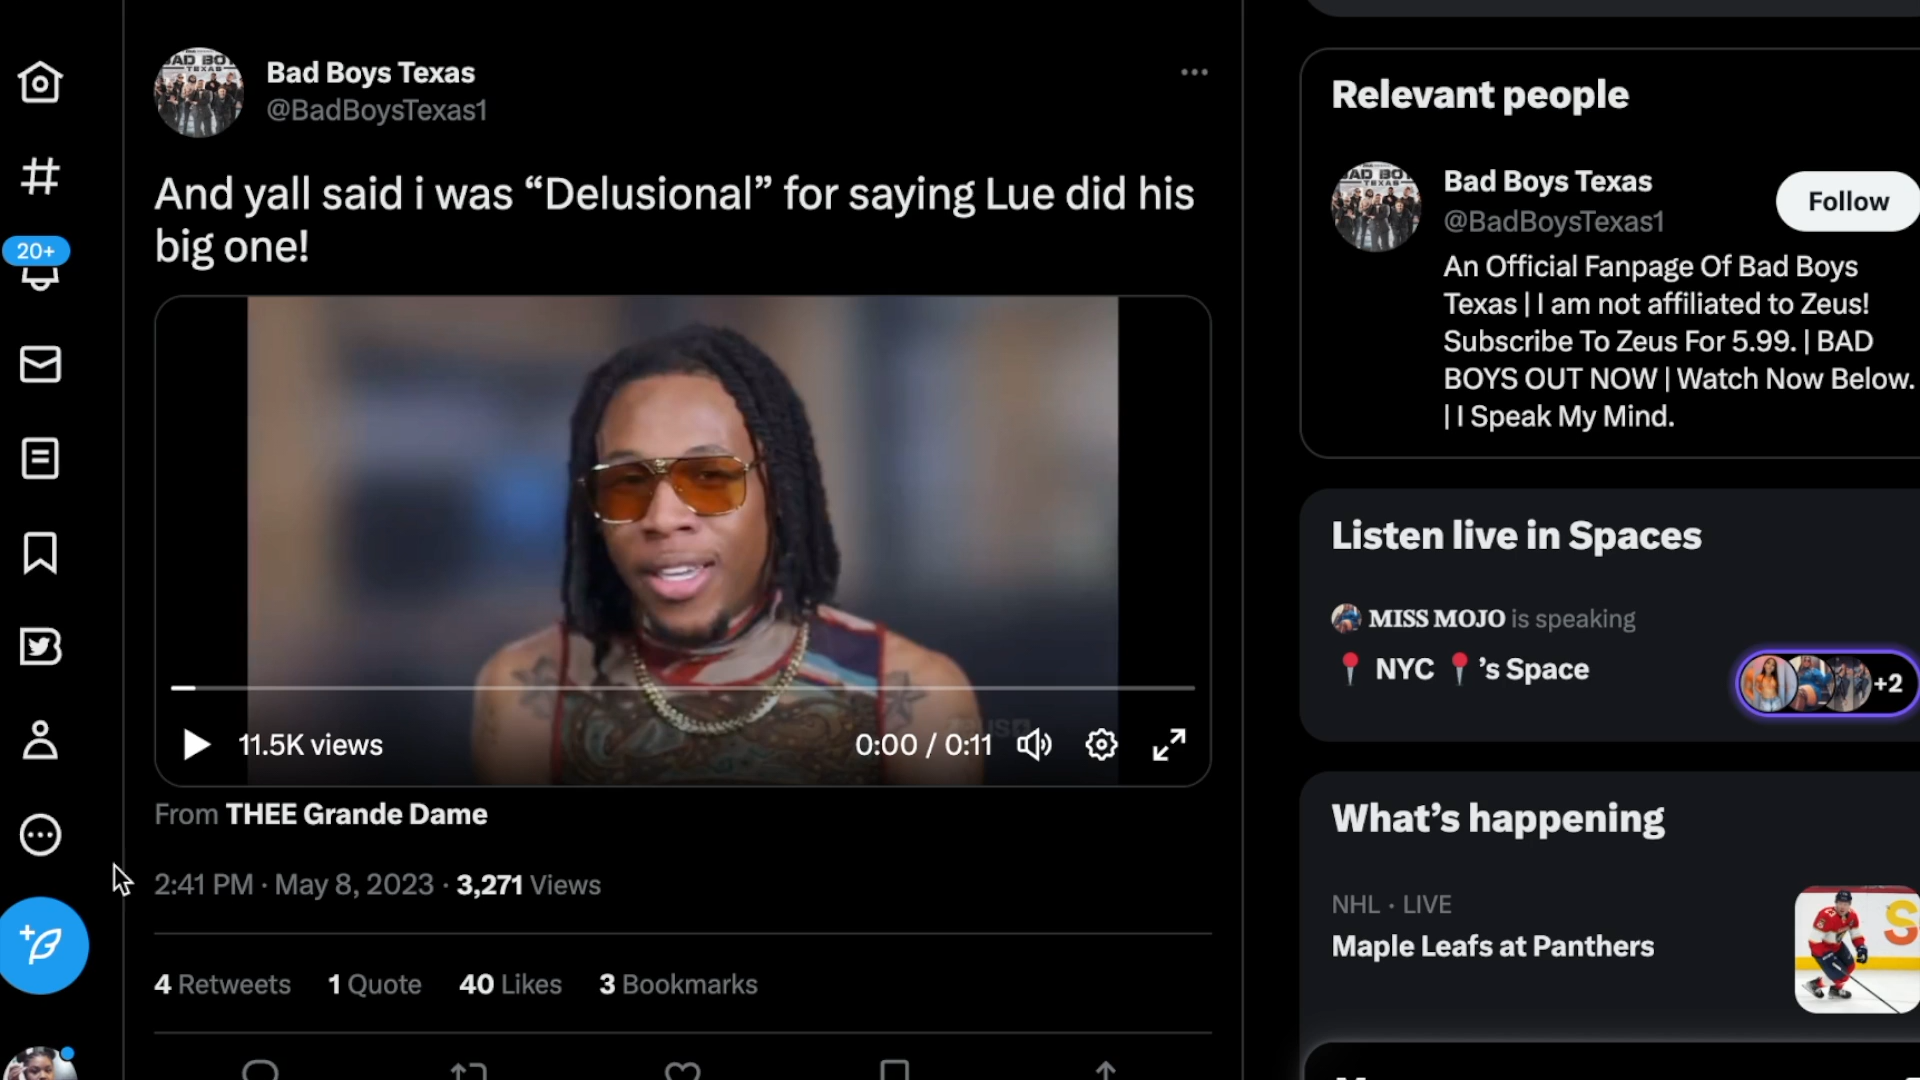 Bad Boys Texas
@BadBoysTexas1
And yall said i was “Delusional” for saying Lue did his
big one!
20+
11.5K views
0:00 / 0:11
From THEE Grande Dame
2:41 PM · May 8, 2023 · 3,271 Views
4 Retweets 1 Quote 40 Likes 3 Bookmarks
Relevant people
Bad Boys Texas
@BadBoysTexas1
Follow
An Official Fanpage Of Bad Boys
Texas | I am not affiliated to Zeus!
Subscribe To Zeus For 5.99. | BAD
BOYS OUT NOW | Watch Now Below.
| I Speak My Mind.
Listen live in Spaces
MISS MOJO is speaking
📍 NYC 📍’s Space
+2
What’s happening
NHL · LIVE
Maple Leafs at Panthers